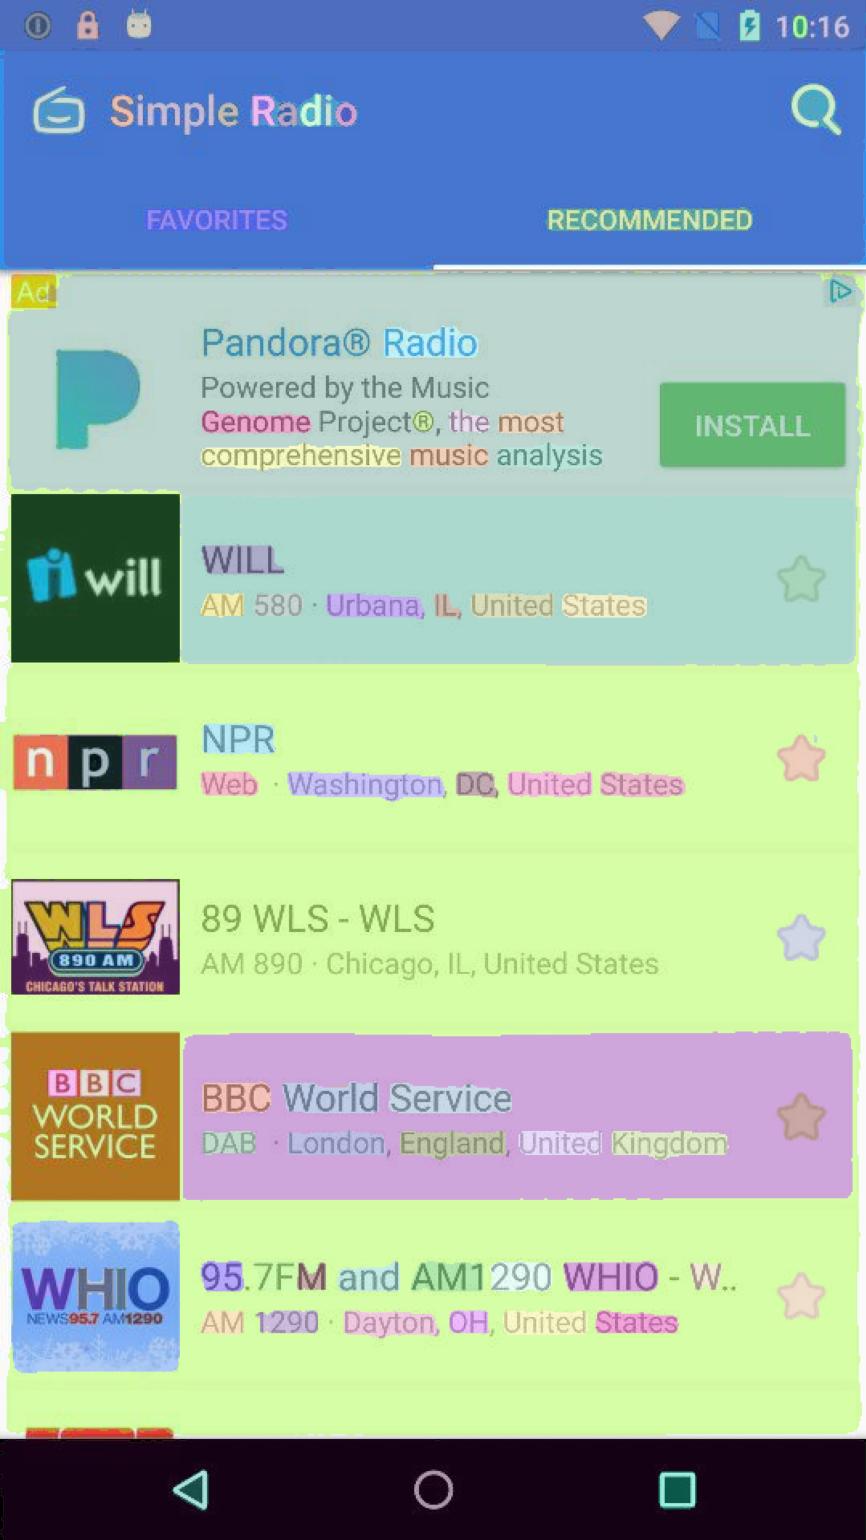 10:16
Simple Radio
FAVORITES
RECOMMENDED
Ad
Pandora® Radio
Powered by the Music
Genome Project®, the most
comprehensive music analysis
INSTALL
will
WILL
AM 580 · Urbana, IL, United States
npr
NPR
Web · Washington, DC, United States
WLS
890 AM
CHICAGO'S TALK STATION
89 WLS - WLS
AM 890 · Chicago, IL, United States
BBC
WORLD
SERVICE
BBC World Service
DAB · London, England, United Kingdom
WHIO
NEWS95.7 AM1290
95.7FM and AM1290 WHIO - W..
AM 1290 · Dayton, OH, United States